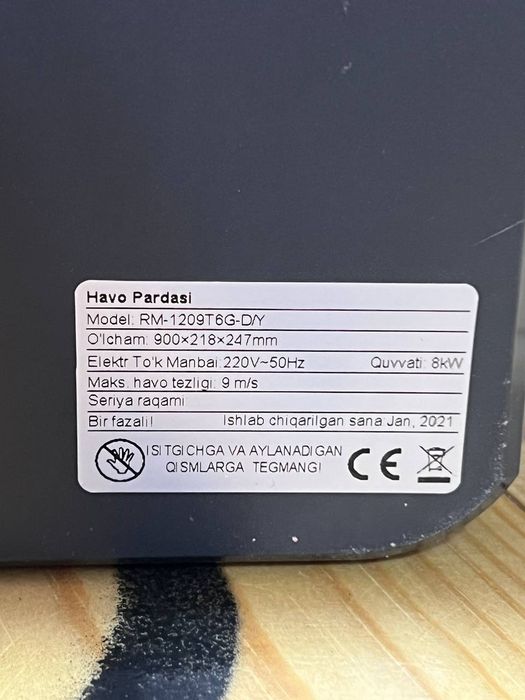 Havo Pardasi
Model: RM-1209T6G-D/Y
O'lcham: 900×218×247mm
Elektr To'k Manbai:220V~50Hz Quvvati: 8kW
Maks. havo tezligi: 9 m/s
Seriya raqami
Bir fazali! Ishlab chiqarilgan sana Jan, 2021
ISITGICHGA VA AYLANADIGAN
QISMLARGA TEGMANG!
CE